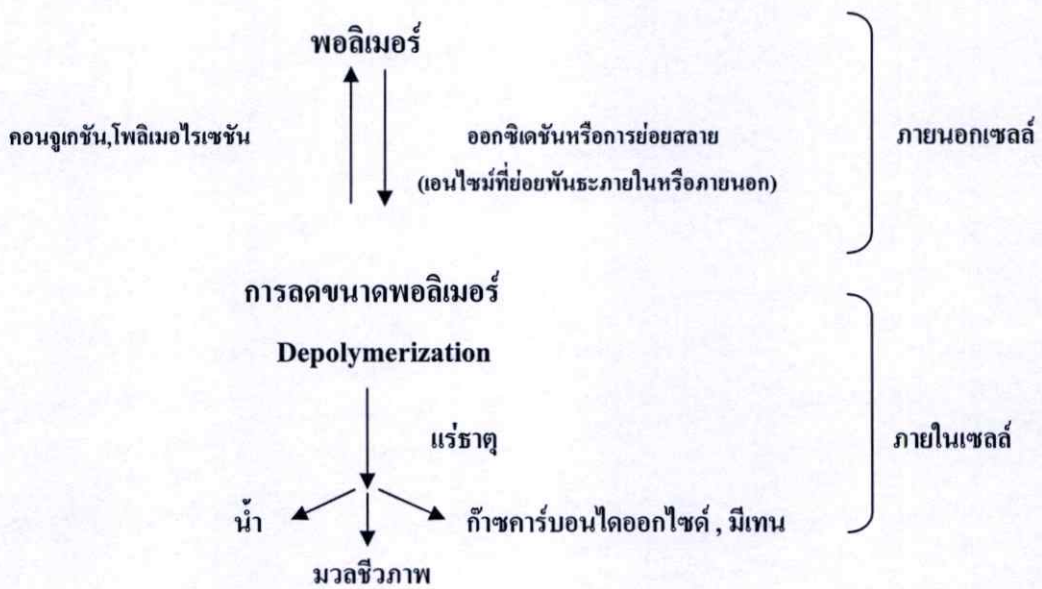 พอลิเมอร์
คอนจูเกชัน,โพลิเมอไรเซชัน
ออกซิเดชันหรือการย่อยสลาย
(เอนไซม์ที่ย่อยพันธะภายในหรือภายนอก)
ภายนอกเซลล์
การลดขนาดพอลิเมอร์
Depolymerization
แร่ธาตุ
ภายในเซลล์
น้ำ
ก๊าซคาร์บอนไดออกไซด์ , มีเทน
มวลชีวภาพ